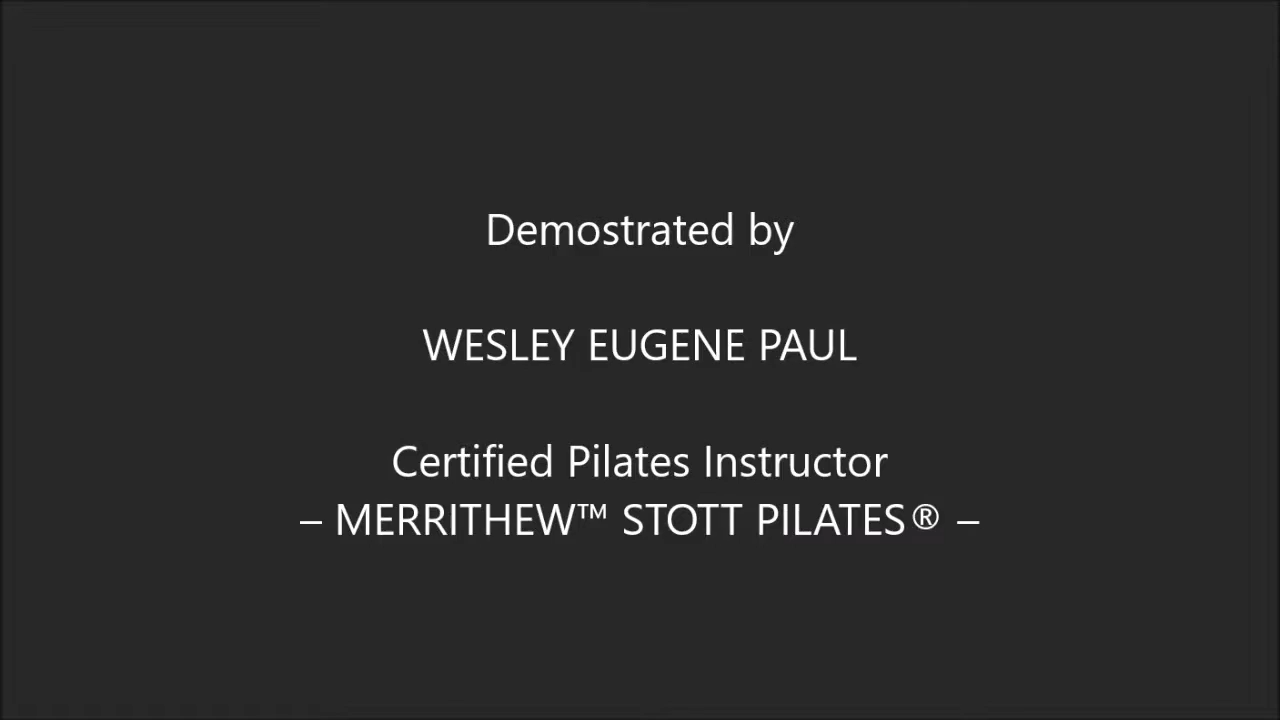 Demostrated by
WESLEY EUGENE PAUL
Certified Pilates Instructor
– MERRITHEW™ STOTT PILATES® –